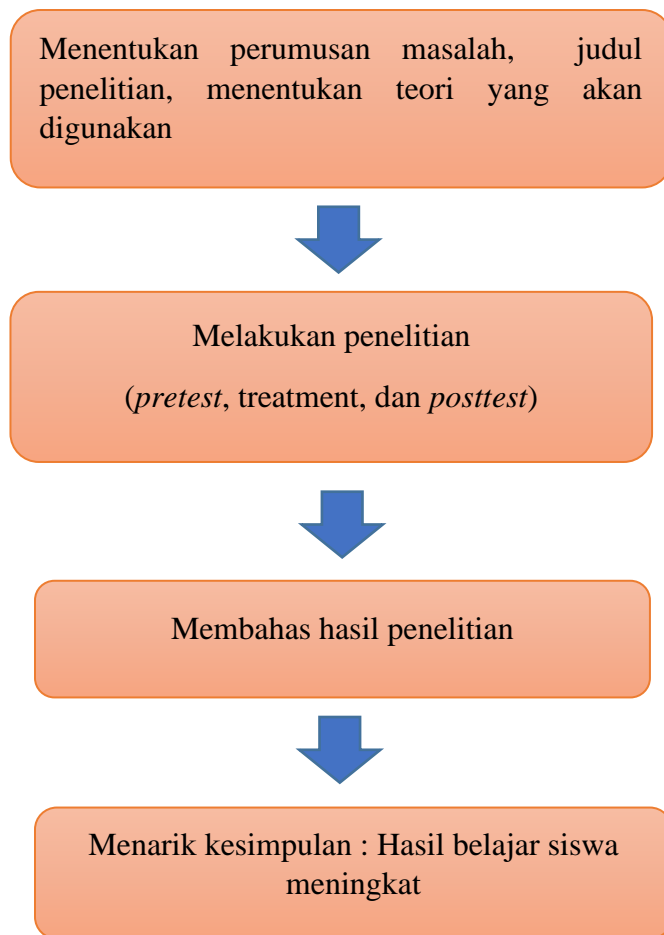 Menentukan perumusan masalah, judul
penelitian, menentukan teori yang akan
digunakan
Melakukan penelitian
(pretest, treatment, dan posttest)
Membahas hasil penelitian
Menarik kesimpulan : Hasil belajar siswa
meningkat